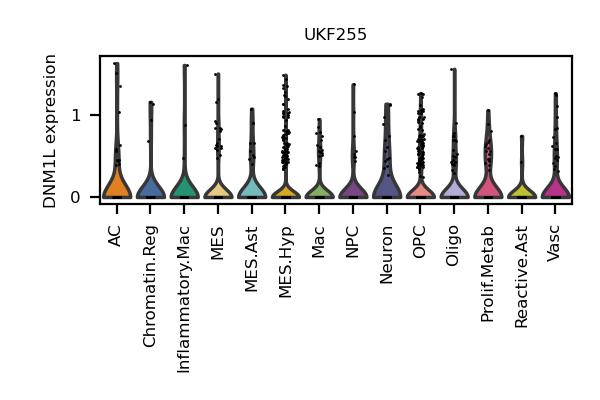 UKF255
DNM1L expression
1
0
AC
Chromatin.Reg
Inflammatory.Mac
MES
MES.Ast
MES.Hyp
Mac
NPC
Neuron
OPC
Oligo
Prolif.Metab
Reactive.Ast
Vasc